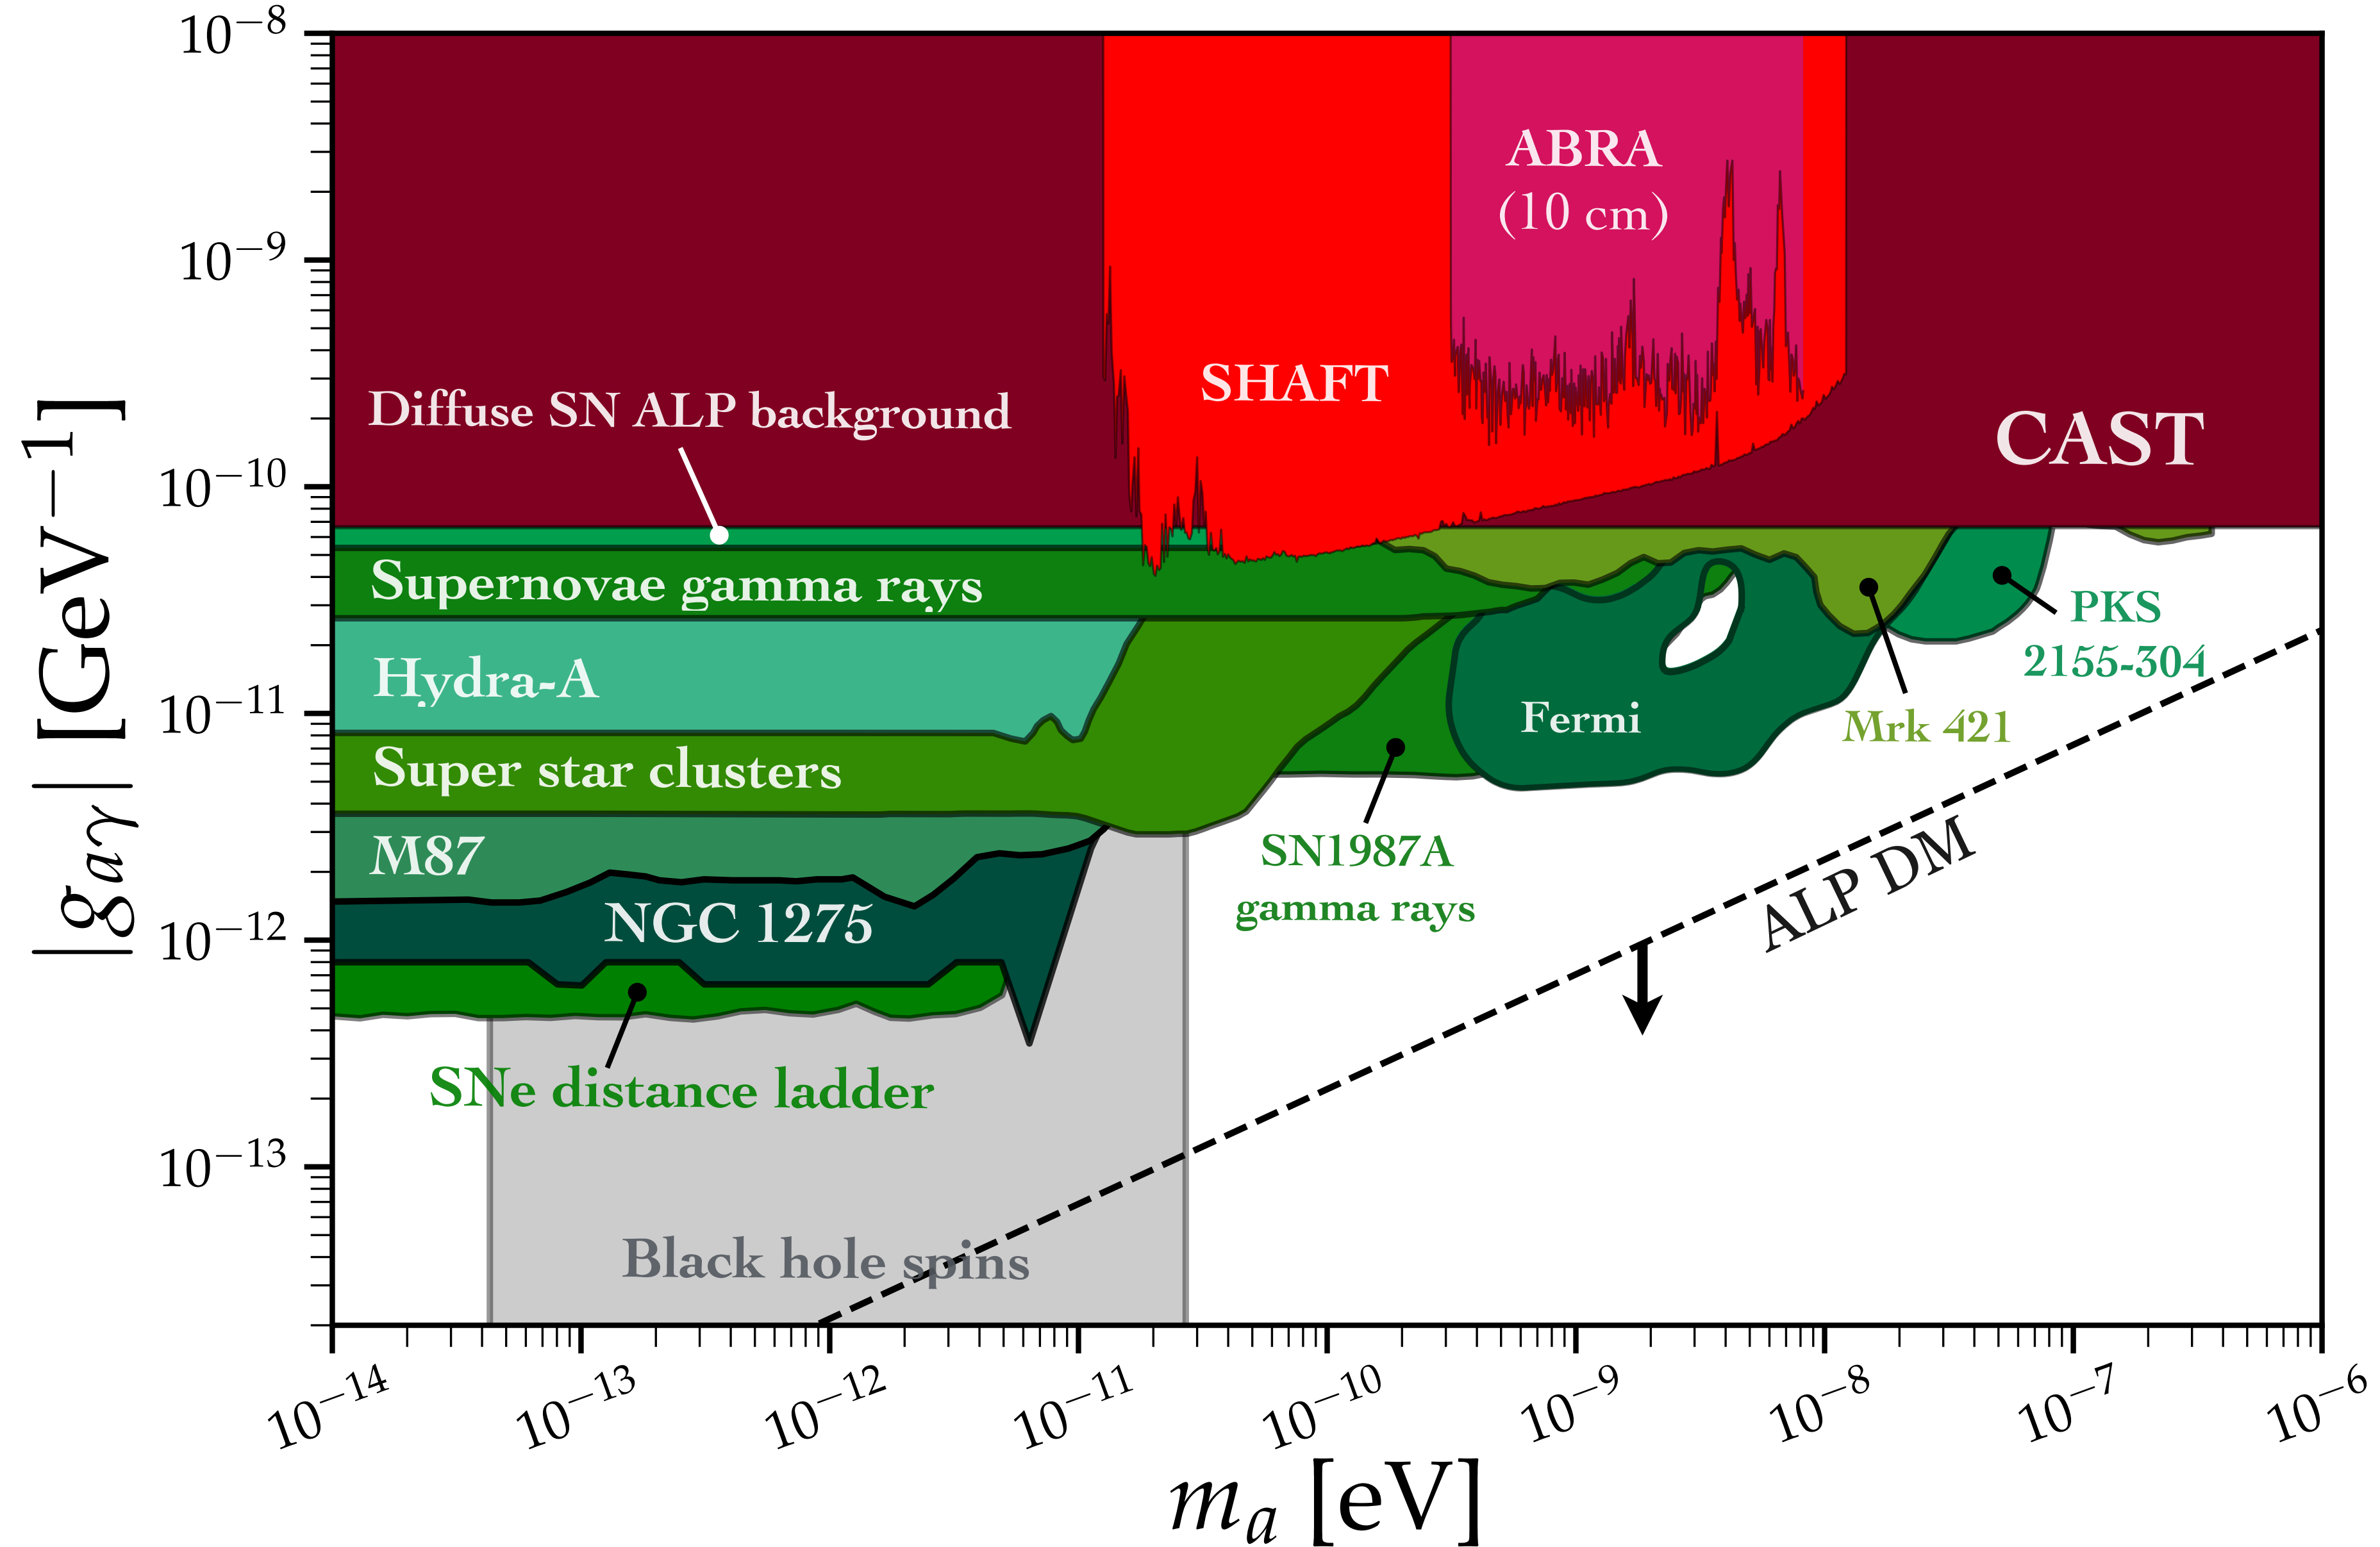 |g_{aγ}| [GeV⁻¹]
10⁻⁸
10⁻⁹
10⁻¹⁰
10⁻¹¹
10⁻¹²
10⁻¹³
ABRA
(10 cm)
SHAFT
Diffuse SN ALP background
CAST
Supernovae gamma rays
PKS
2155-304
Hydra-A
Fermi
Mrk 421
Super star clusters
M87
SN1987A
gamma rays
ALP DM
NGC 1275
SNe distance ladder
Black hole spins
10⁻¹⁴
10⁻¹³
10⁻¹²
10⁻¹¹
10⁻¹⁰
10⁻⁹
10⁻⁸
10⁻⁷
10⁻⁶
mₐ [eV]